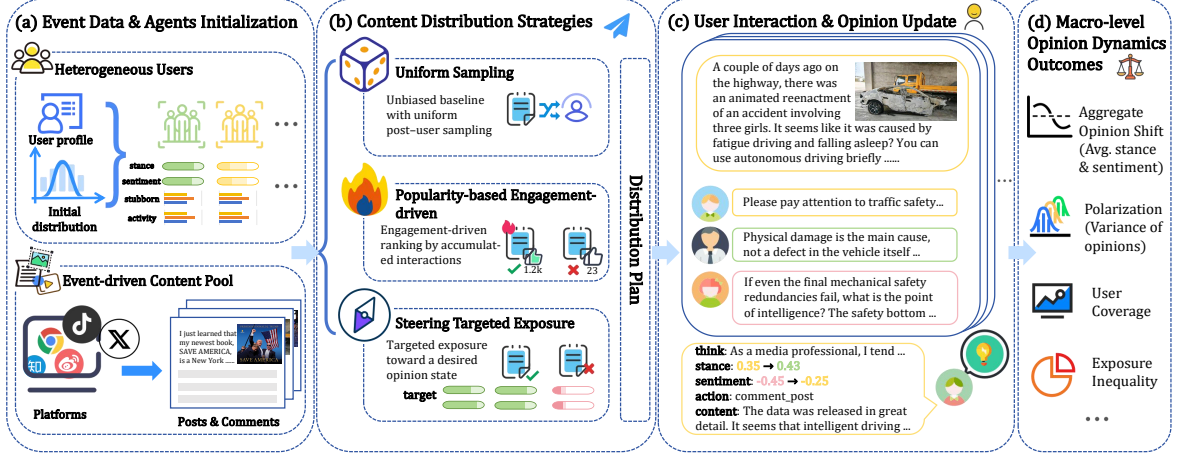 (a) Event Data & Agents Initialization
Heterogeneous Users
User profile
Initial
distribution
stance
sentiment
stubborn
activity
...
...
Event-driven Content Pool
知
X
Platforms
I just learned that
my newest book,
SAVE AMERICA,
is a New York .....
SAVE AMERICA
Posts & Comments
(b) Content Distribution Strategies
Uniform Sampling
Unbiased baseline
with uniform
post–user sampling
Popularity-based Engagement-
driven
Engagement-driven
ranking by accumulat-
ed interactions
1.2k
23
Steering Targeted Exposure
Targeted exposure
toward a desired
opinion state
target
Distribution Plan
(c) User Interaction & Opinion Update
A couple of days ago on
the highway, there was
an animated reenactment
of an accident involving
three girls. It seems like it was caused by
fatigue driving and falling asleep? You can
use autonomous driving briefly ......
Please pay attention to traffic safety...
Physical damage is the main cause,
not a defect in the vehicle itself ...
If even the final mechanical safety
redundancies fail, what is the point
of intelligence? The safety bottom ...
...
think: As a media professional, I tend ...
stance: 0.35 → 0.43
sentiment: -0.45 → -0.25
action: comment_post
content: The data was released in great
detail. It seems that intelligent driving ...
(d) Macro-level
Opinion Dynamics
Outcomes
Aggregate
Opinion Shift
(Avg. stance
& sentiment)
Polarization
(Variance of
opinions)
User
Coverage
Exposure
Inequality
...